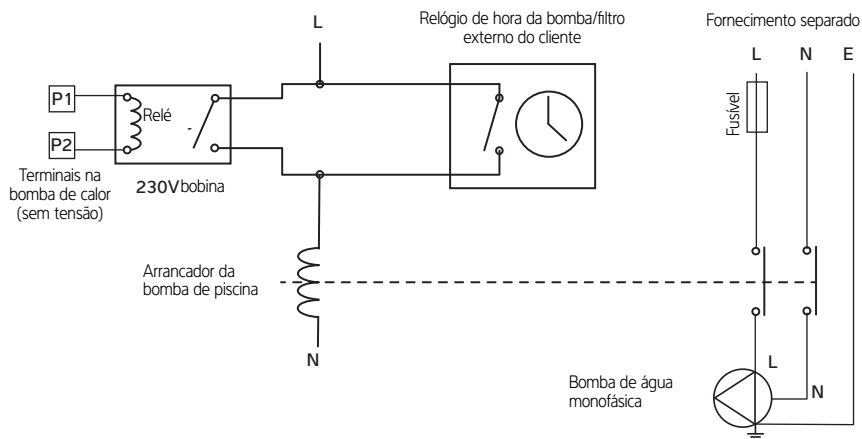 L
Relógio de hora da bomba/filtro
externo do cliente
Fornecimento separado
L N E
P1
P2
Relé
Fusível
Terminais na
bomba de calor
(sem tensão)
230V bobina
Arrancador da
bomba de piscina
N
Bomba de água
monofásica
L
N